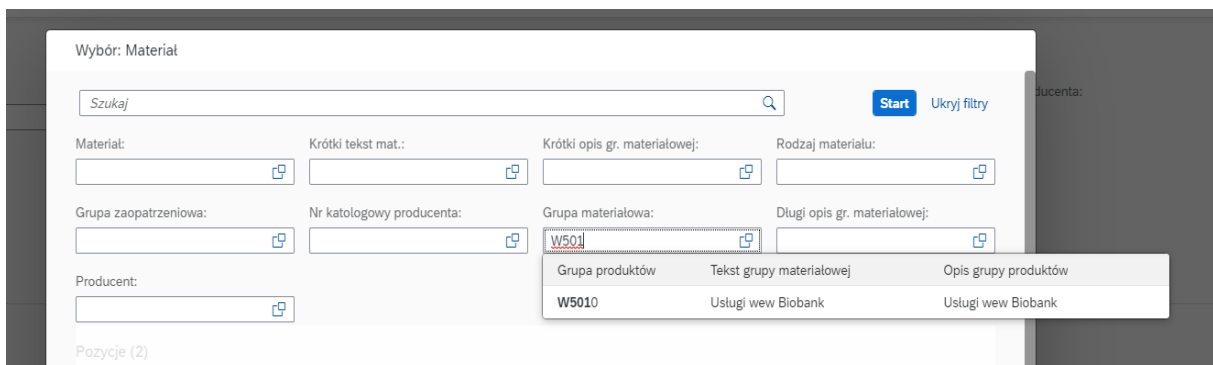 Wybór: Materiał
ducenta:
Szukaj Start Ukryj filtry
Materiał: Krótki tekst mat.: Krótki opis gr. materiałowej: Rodzaj materiału:
Grupa zaopatrzeniowa: Nr katologowy producenta: Grupa materiałowa: Długi opis gr. materiałowej:
W501
Producent: Grupa produktów Tekst grupy materiałowej Opis grupy produktów
W5010 Usługi wew Biobank Usługi wew Biobank
Pozycje (2)